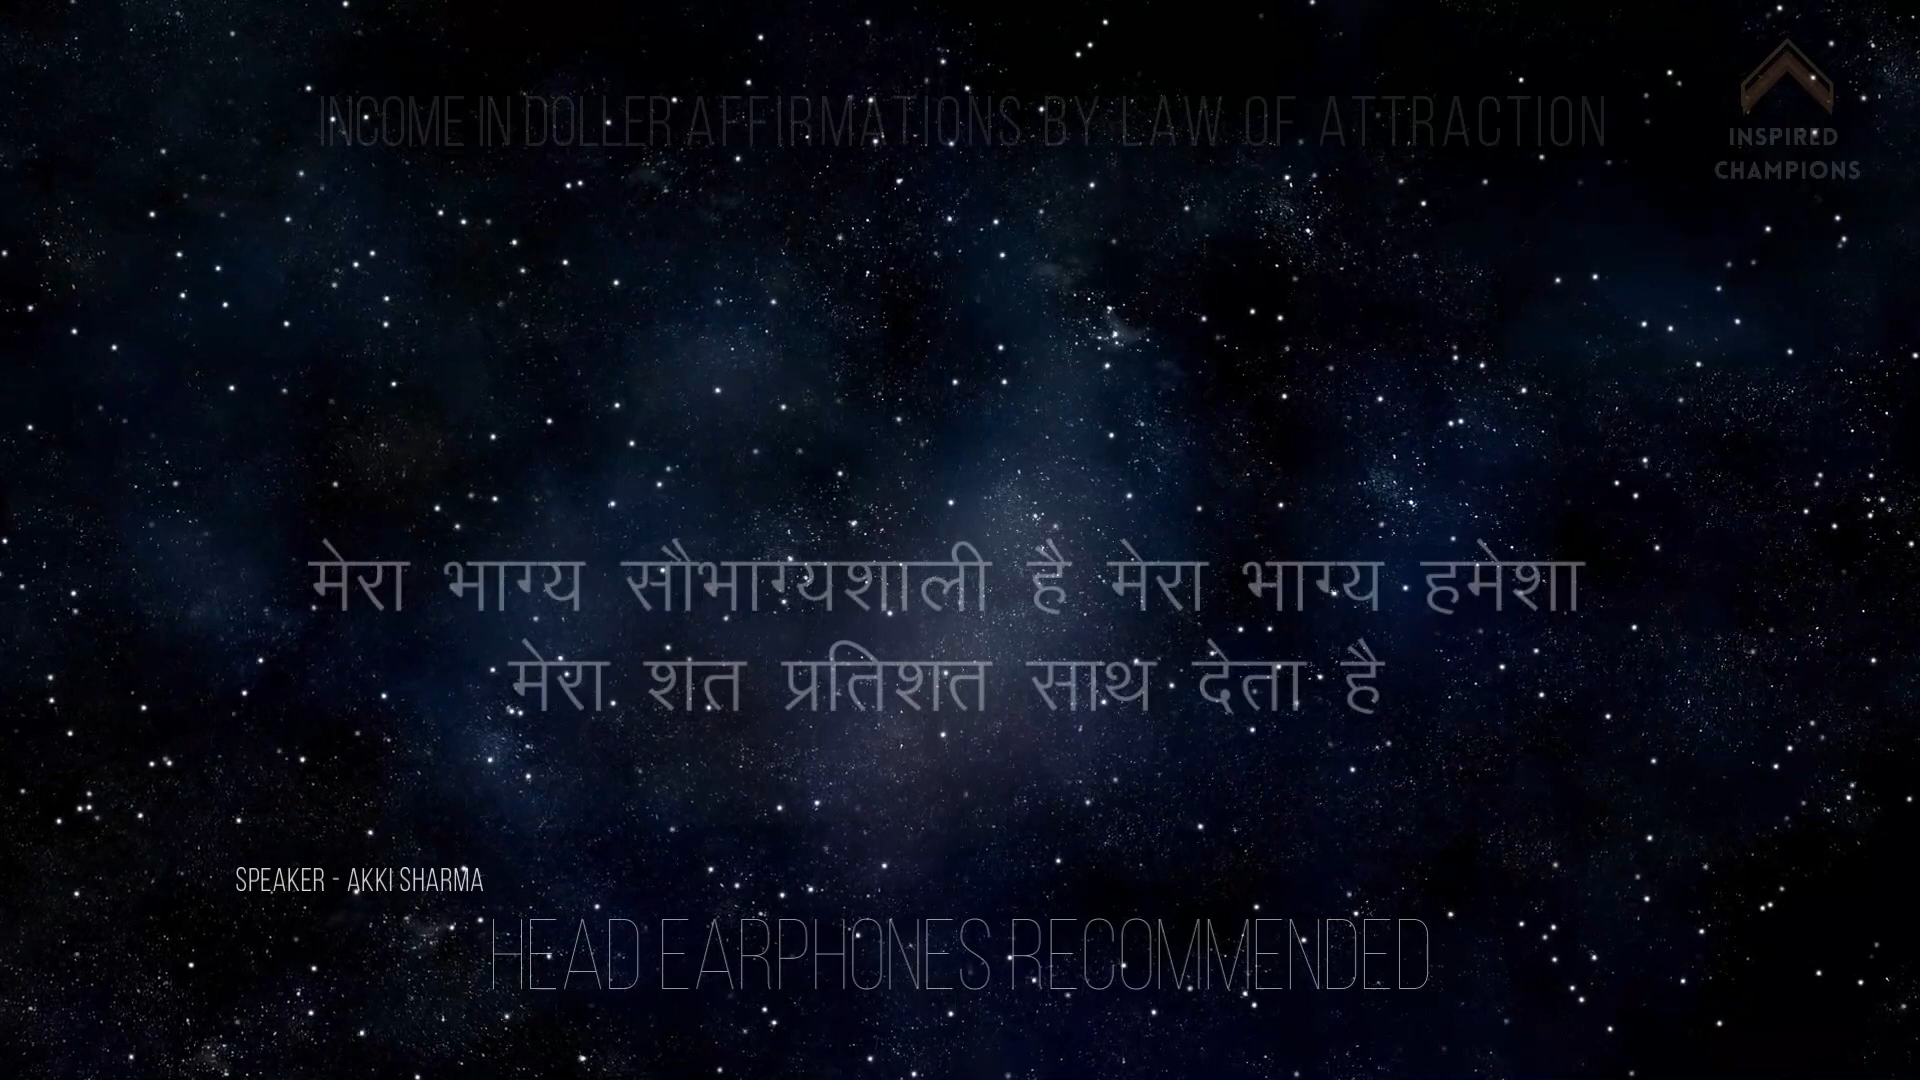 INCOME IN DOLLER AFFIRMATIONS BY LAW OF ATTRACTION
INSPIRED
CHAMPIONS
मेरा भाग्य सौभाग्यशाली है मेरा भाग्य हमेशा
मेरा शत प्रतिशत साथ देता है
SPEAKER - AKKI SHARMA
HEAD EARPHONES RECOMMENDED